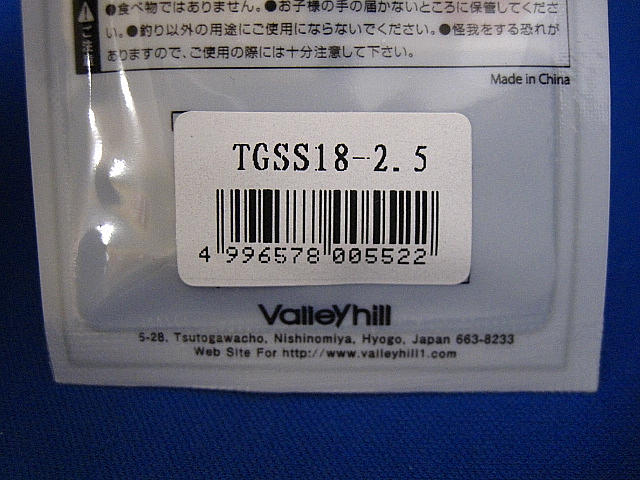 ●食べ物ではありません。●お子様の手の届かないところに保管してくださ
い。●釣り以外の用途にご使用にならないでください。●怪我をする恐れが
ありますので、ご使用の際には十分注意して下さい。
ご注意
Made in China
TGSS18-2.5
4 996578 005522
Valleyhill
5-28, Tsutogawacho, Nishinomiya, Hyogo, Japan 663-8233
Web Site For http://www.valleyhill1.com